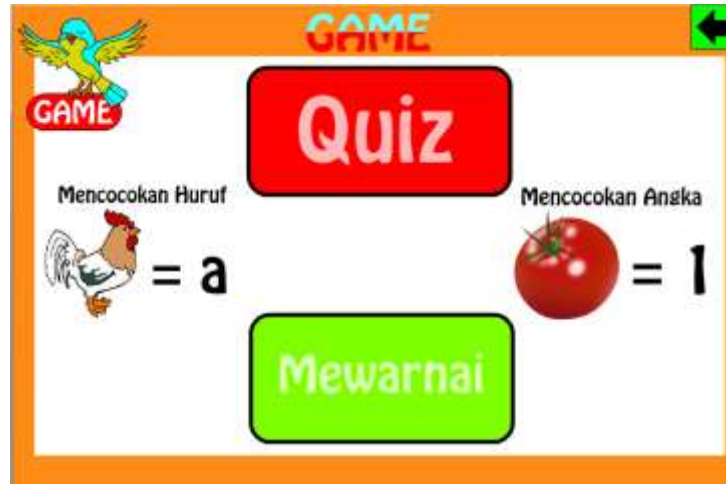 GAME
GAME
Quiz
Mencocokan Huruf
= a
Mencocokan Angka
= 1
Mewarnai